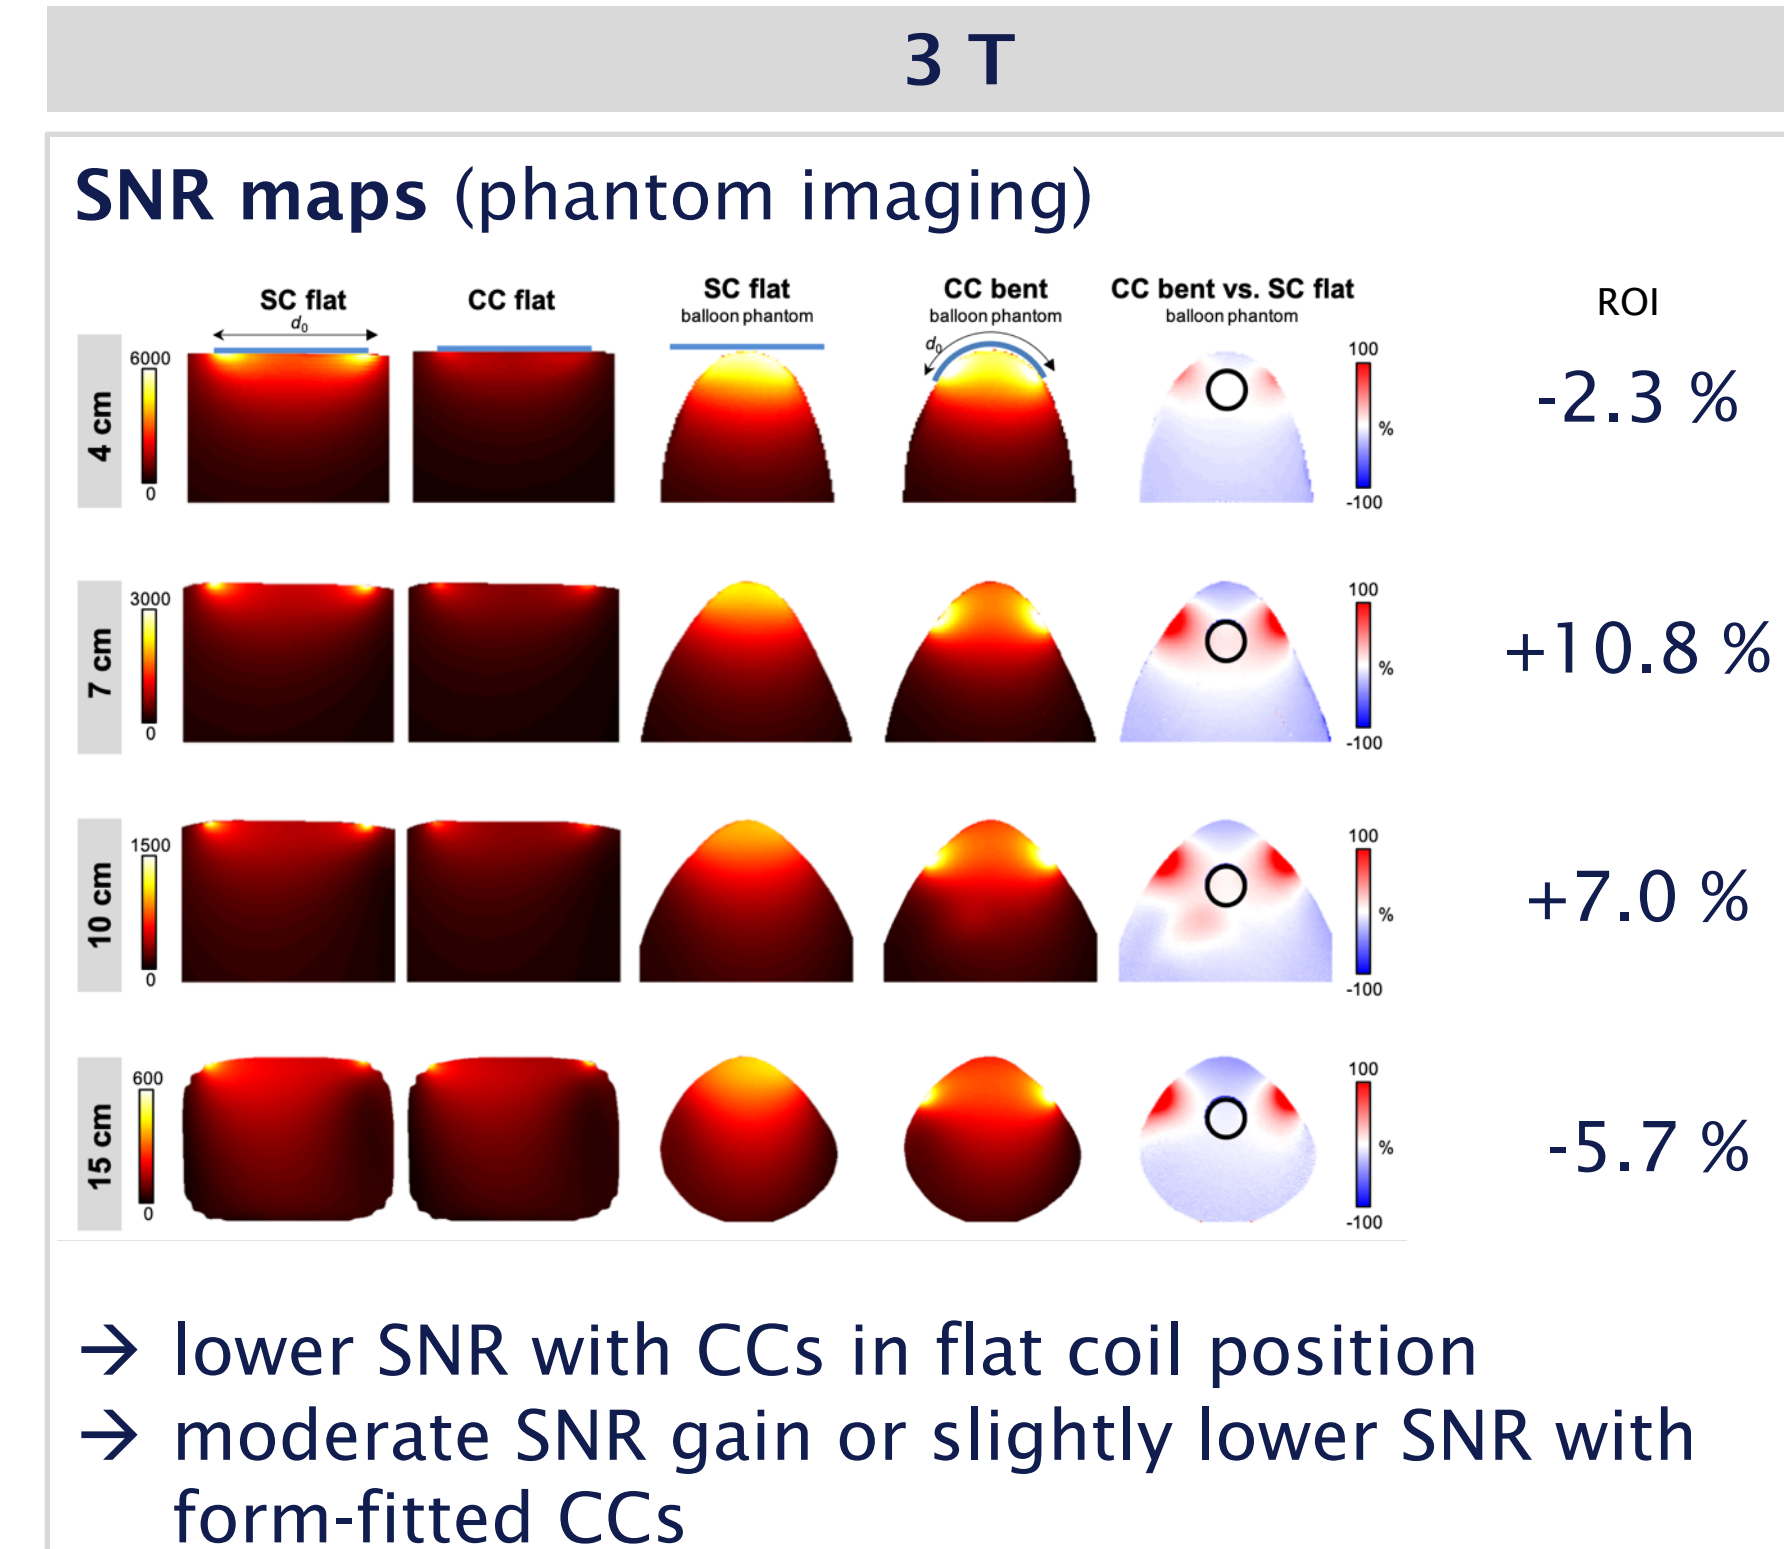 3 T
SNR maps (phantom imaging)
SC flat
CC flat
SC flat
balloon phantom
CC bent
balloon phantom
CC bent vs. SC flat
balloon phantom
ROI
d0
d0
4 cm
6000
0
100
%
-100
-2.3 %
7 cm
3000
0
100
%
-100
+10.8 %
10 cm
1500
0
100
%
-100
+7.0 %
15 cm
600
0
100
%
-100
-5.7 %
→ lower SNR with CCs in flat coil position
→ moderate SNR gain or slightly lower SNR with
form-fitted CCs